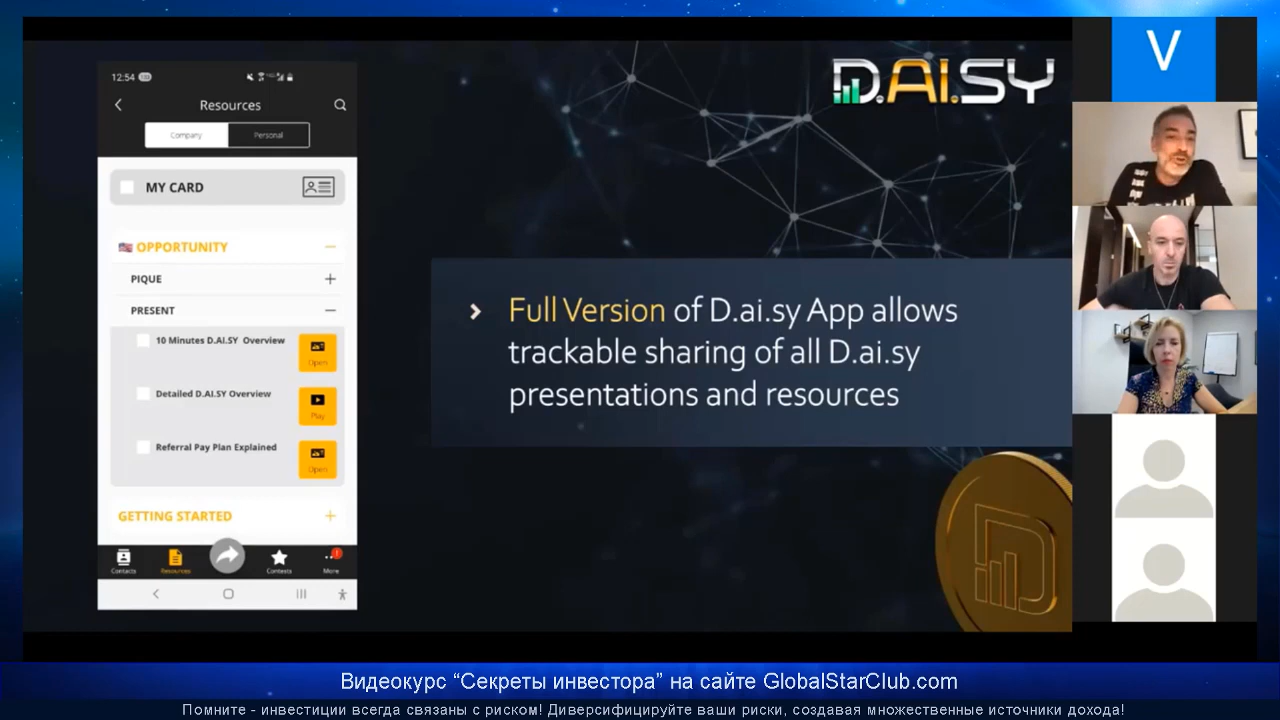 12:54
Resources
Company
Personal
MY CARD
OPPORTUNITY
PIQUE
PRESENT
10 Minutes D.AI.SY Overview
Open
Detailed D.AI.SY Overview
Play
Referral Pay Plan Explained
Open
GETTING STARTED
Contacts
Resources
Contests
More
D.AI.SY
Full Version of D.ai.sy App allows
trackable sharing of all D.ai.sy
presentations and resources
V
Видеокурс “Секреты инвестора” на сайте GlobalStarClub.com
Помните - инвестиции всегда связаны с риском! Диверсифицируйте ваши риски, создавая множественные источники дохода!